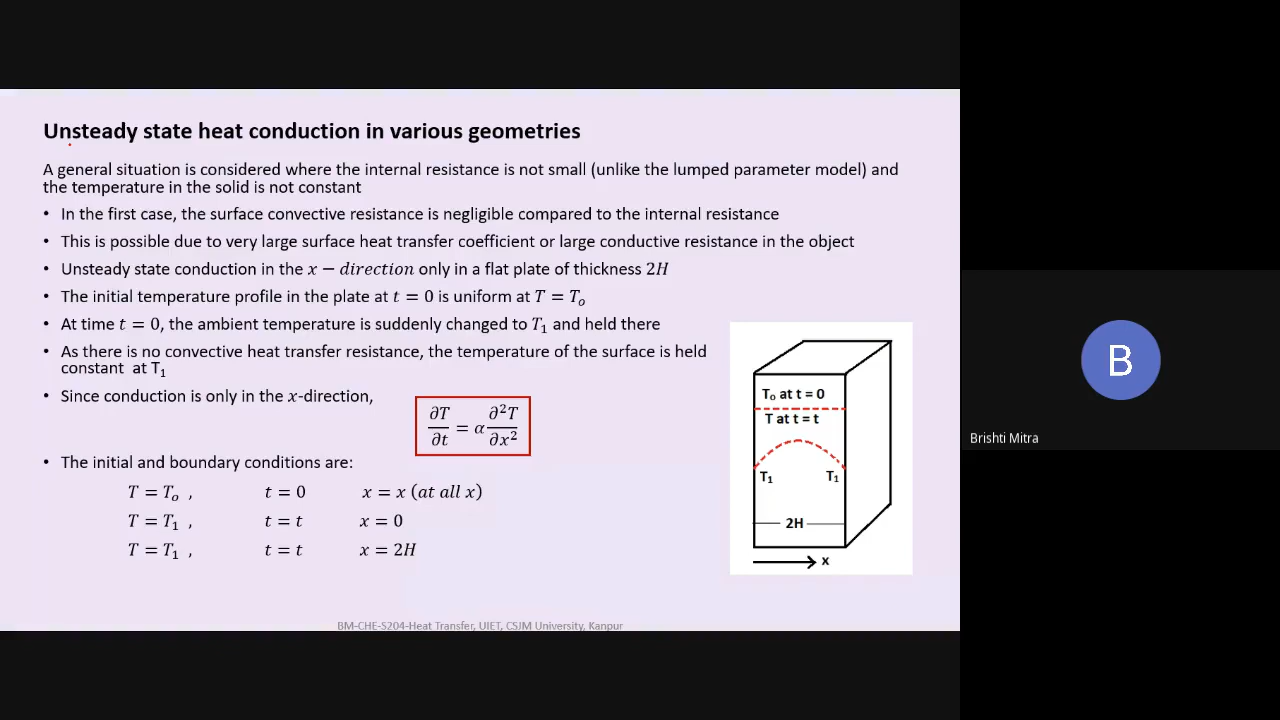 Unsteady state heat conduction in various geometries
A general situation is considered where the internal resistance is not small (unlike the lumped parameter model) and
the temperature in the solid is not constant
• In the first case, the surface convective resistance is negligible compared to the internal resistance
• This is possible due to very large surface heat transfer coefficient or large conductive resistance in the object
• Unsteady state conduction in the x − direction only in a flat plate of thickness 2H
• The initial temperature profile in the plate at t = 0 is uniform at T = Tₒ
• At time t = 0, the ambient temperature is suddenly changed to T₁ and held there
• As there is no convective heat transfer resistance, the temperature of the surface is held
constant at T₁
• Since conduction is only in the x-direction,
∂T/∂t = α ∂²T/∂x²
• The initial and boundary conditions are:
T = Tₒ , t = 0 x = x (at all x)
T = T₁ , t = t x = 0
T = T₁ , t = t x = 2H
Tₒ at t = 0
T at t = t
T₁ T₁
2H
x
BM-CHE-S204-Heat Transfer, UIET, CSJM University, Kanpur
B
Brishti Mitra